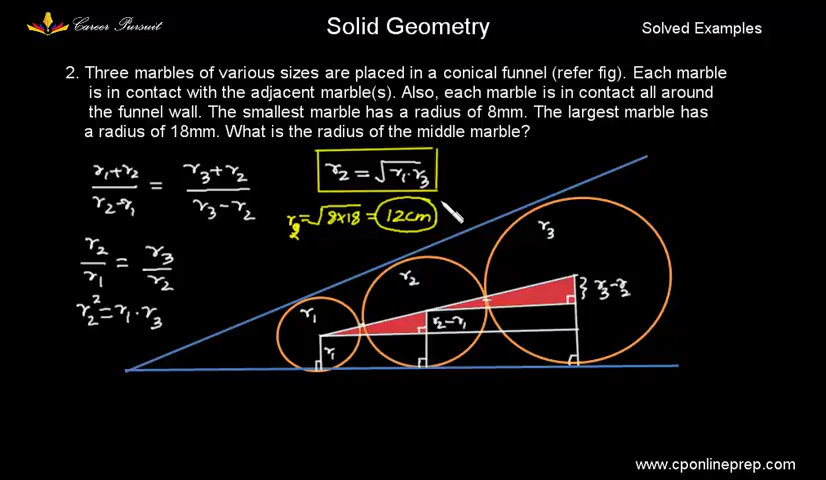 Career Pursuit
Solid Geometry
Solved Examples
2. Three marbles of various sizes are placed in a conical funnel (refer fig). Each marble
is in contact with the adjacent marble(s). Also, each marble is in contact all around
the funnel wall. The smallest marble has a radius of 8mm. The largest marble has
a radius of 18mm. What is the radius of the middle marble?
r1+r2 / r2-r1 = r3+r2 / r3-r2
r2 = √r1.r3
r2 = √8x18 = 12cm
r2 / r1 = r3 / r2
r2² = r1 . r3
r3
r2
r1
r3-r2
r2-r1
r1
www.cponlineprep.com